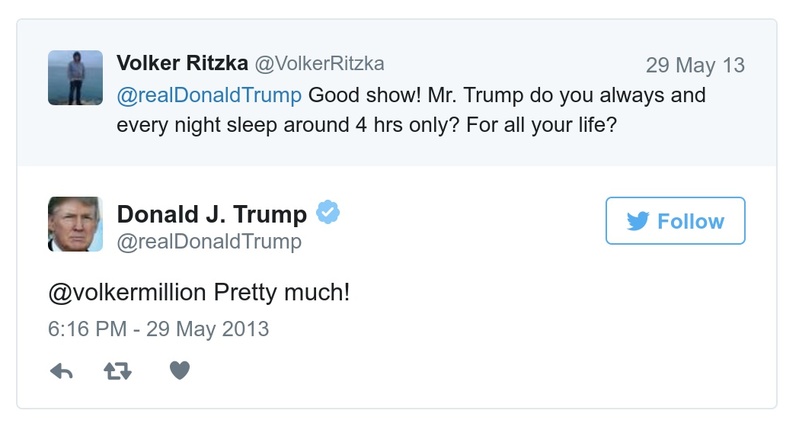 Volker Ritzka @VolkerRitzka 29 May 13
@realDonaldTrump Good show! Mr. Trump do you always and
every night sleep around 4 hrs only? For all your life?
Donald J. Trump
@realDonaldTrump
Follow
@volkermillion Pretty much!
6:16 PM - 29 May 2013